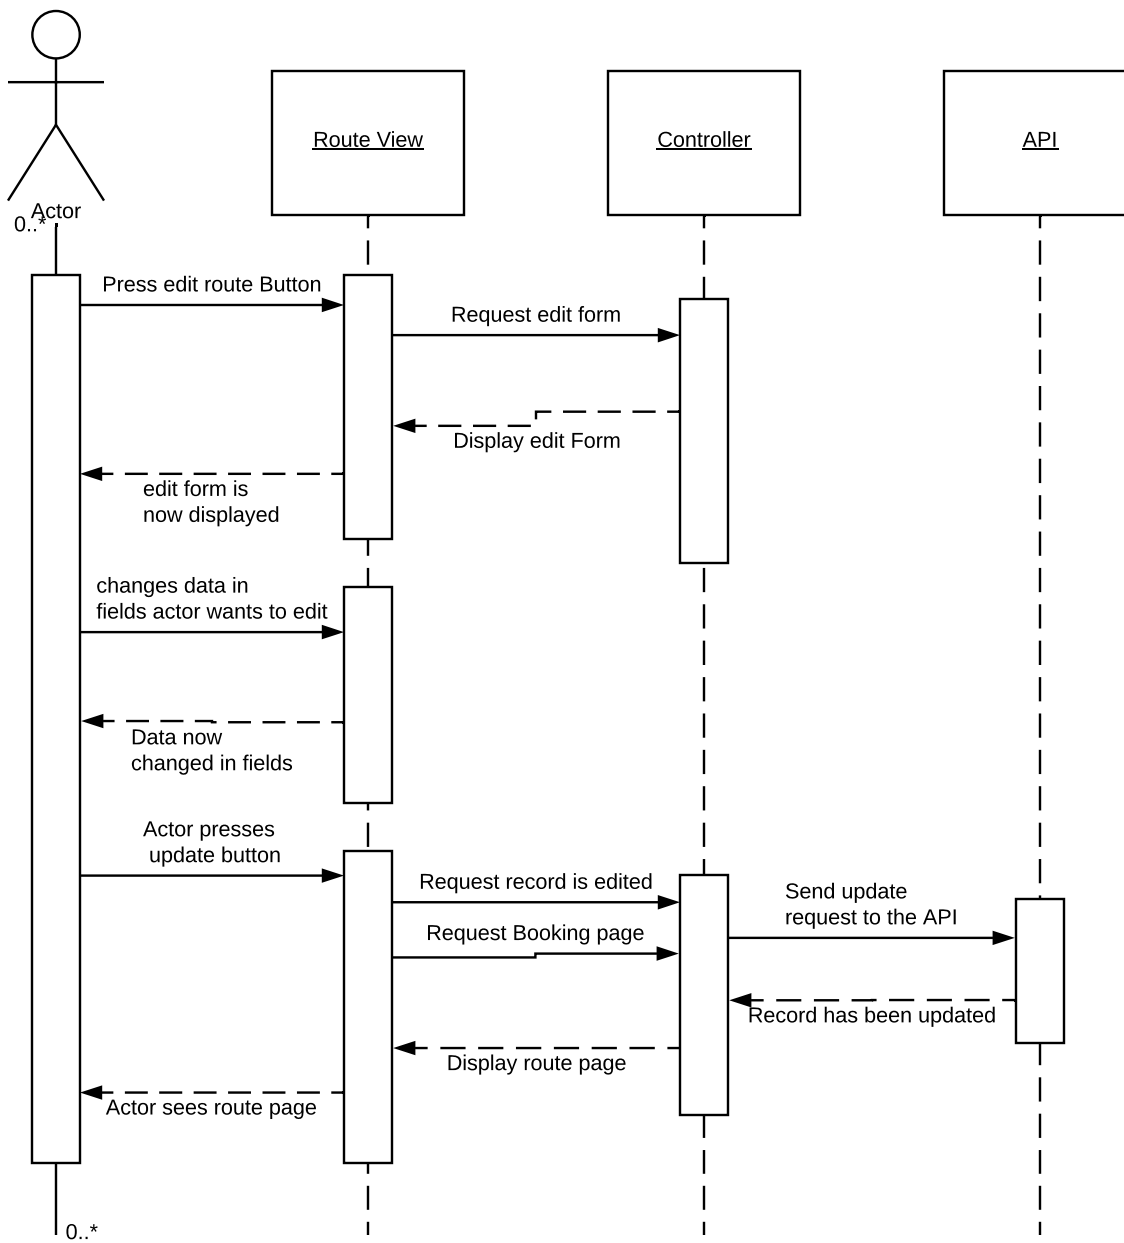 Route View
Controller
API
Actor
0..*
Press edit route Button
Request edit form
Display edit Form
edit form is
now displayed
changes data in
fields actor wants to edit
Data now
changed in fields
Actor presses
update button
Request record is edited
Send update
request to the API
Request Booking page
Record has been updated
Display route page
Actor sees route page
0..*